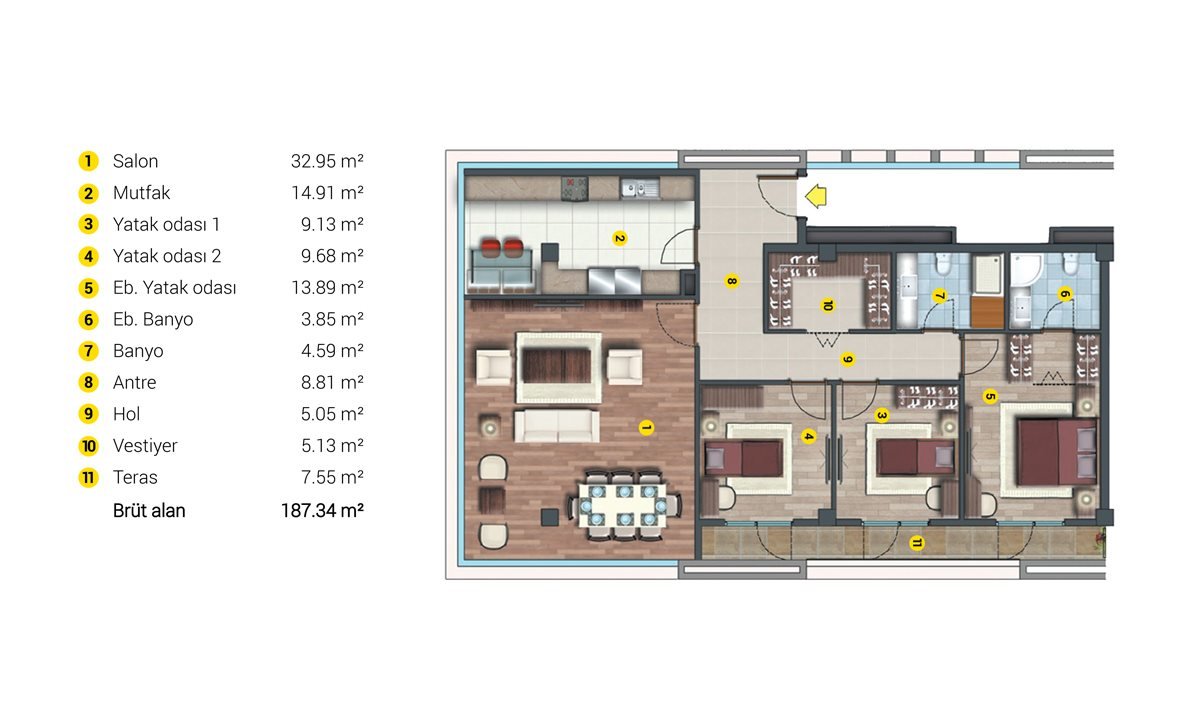 1 Salon 32.95 m²
2 Mutfak 14.91 m²
3 Yatak odası 1 9.13 m²
4 Yatak odası 2 9.68 m²
5 Eb. Yatak odası 13.89 m²
6 Eb. Banyo 3.85 m²
7 Banyo 4.59 m²
8 Antre 8.81 m²
9 Hol 5.05 m²
10 Vestiyer 5.13 m²
11 Teras 7.55 m²
Brüt alan 187.34 m²
2
8
10
7
6
9
5
3
1
4
11